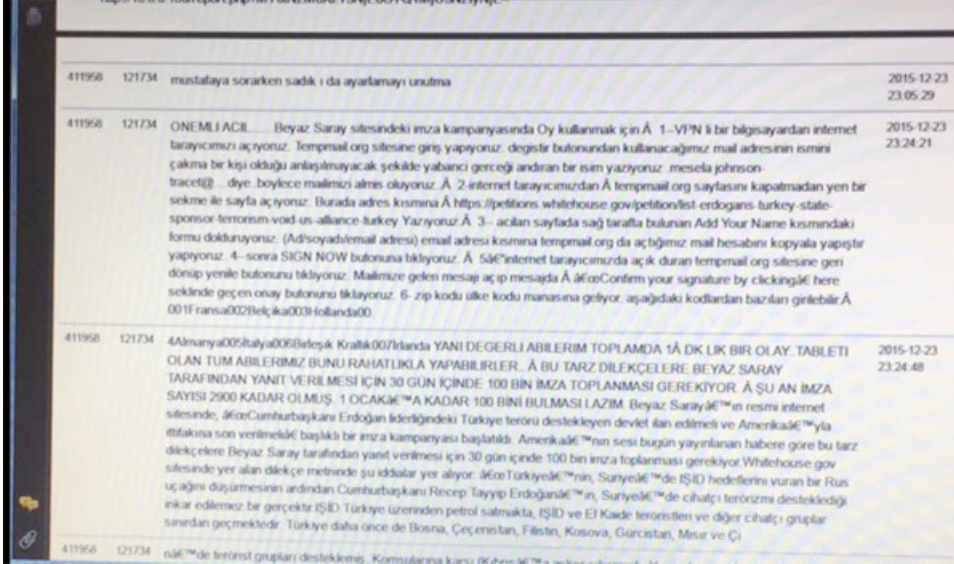 411958 121734 mustafaya sorarken sadık ı da ayarlamayı unutma 2015-12-23
23:05:29
411958 121734 ONEMLI ACIL....... Beyaz Saray sitesindeki imza kampanyasında Oy kullanmak için Â 1--VPN li bir bilgisayardan internet 2015-12-23
tarayıcımızı açıyoruz. Tempmail.org sitesine giriş yapıyoruz. degistir butonundan kullanacağımız mail adresinin ismini 23:24:21
çakma bir kişi olduğu anlaşılmayacak şekilde yabancı gerçeği andıran bir isim yazıyoruz .mesela johnson-
tracet@... diye .boylece mailimizi almis oluyoruz .Â 2-internet tarayıcımızdan Â tempmail org sayfasını kapatmadan yen bir
sekme ile sayfa açıyoruz. Burada adres kısmına Â https://petitions.whitehouse.gov/petition/list-erdogans-turkey-state-
sponsor-terrorism-void-us-alliance-turkey Yazıyoruz.Â 3-- acilan sayfada sağ tarafta bulunan Add Your Name kısmındaki
formu dolduruyoruz. (Ad/soyadı/email adresi) email adresi kısmına tempmail.org da açtığımız mail hesabını kopyala yapıştır
yapıyoruz. 4--sonra SIGN NOW butonuna tıklıyoruz. Â 5â€"internet tarayıcımızda açık duran tempmail.org sitesine geri
dönüp yenile butonunu tıklıyoruz. Mailimize gelen mesajı açıp mesajda Â â€œConfirm your signature by clickingâ€ here
seklinde geçen onay butonunu tıklayoruz. 6- zip kodu ülke kodu manasına geliyor. aşağıdaki kodlardan bazıları girilebilir.Â
001Fransa002Belçika003Hollanda00
411958 121734 4Almanya005İtalya006Birleşik Krallık007İrlanda YANI DEGERLI ABILERIM TOPLAMDA 1Â DK LIK BIR OLAY..TABLETI 2015-12-23
OLAN TUM ABILERIMIZ BUNU RAHATLIKLA YAPABILIRLER.. Â BU TARZ DİLEKÇELERE BEYAZ SARAY 23:24:48
TARAFINDAN YANIT VERİLMESİ İÇİN 30 GÜN İÇİNDE 100 BİN İMZA TOPLANMASI GEREKİYOR. Â ŞU AN IMZA
SAYISI 2900 KADAR OLMUŞ. 1 OCAKâ€™A KADAR 100 BINI BULMASI LAZIM. Beyaz Sarayâ€™ın resmi internet
sitesinde, â€œCumhurbaşkanı Erdoğan liderliğindeki Türkiye terörü destekleyen devlet ilan edilmeli ve Amerikaâ€™yla
ittifakına son verilmeliâ€ başlıklı bir imza kampanyası başlatıldı. Amerikaâ€™nın sesi bugün yayınlanan habere göre bu tarz
dilekçelere Beyaz Saray tarafından yanıt verilmesi için 30 gün içinde 100 bin imza toplanması gerekiyor.Whitehouse.gov
sitesinde yer alan dilekçe metninde şu iddialar yer alıyor: â€œTürkiyeâ€™nin, Suriyeâ€™de IŞİD hedeflerini vuran bir Rus
uçağını düşürmesinin ardından Cumhurbaşkanı Recep Tayyip Erdoğanâ€™ın, Suriyeâ€™de cihatçı terörizmi desteklediği
inkar edilemez bir gerçektir.IŞİD Türkiye üzerinden petrol satmakta, IŞİD ve El Kaide teröristleri ve diğer cihatçı gruplar
sınırdan geçmektedir. Türkiye daha önce de Bosna, Çeçenistan, Filistin, Kosova, Gürcistan, Mısır ve Çi
411958 121734 nâ€™de terörist grupları desteklemiş. Komşularına karşı